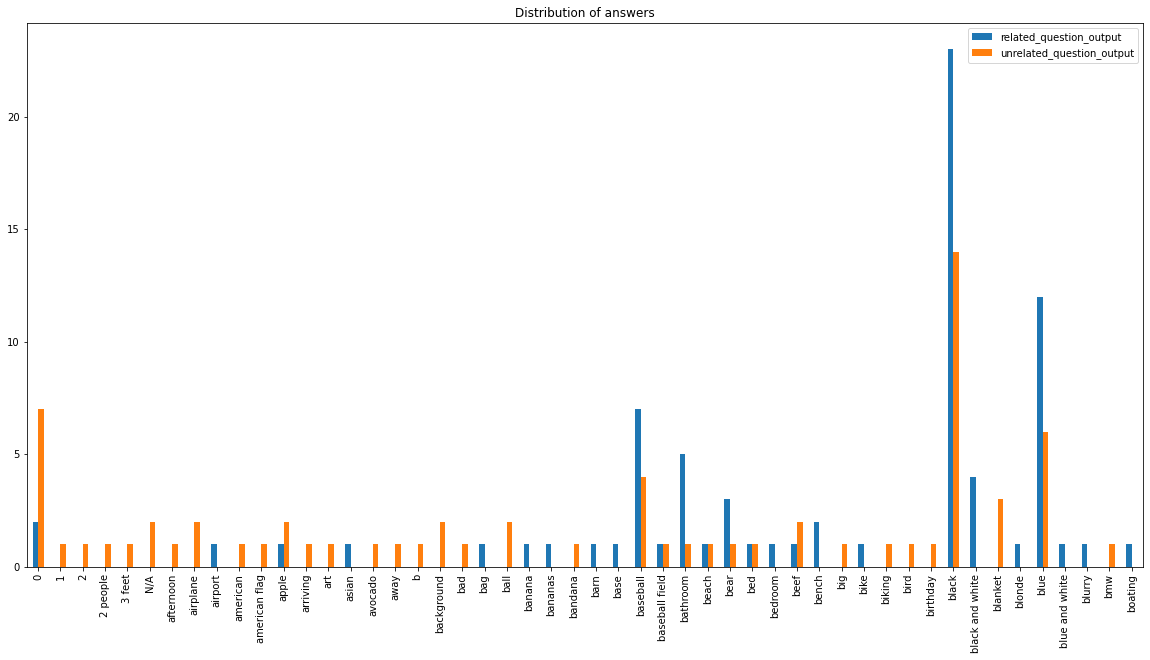 Distribution of answers
related_question_output
unrelated_question_output
20
15
10
5
0
0
1
2
2 people
3 feet
N/A
afternoon
airplane
airport
american
american flag
apple
arriving
art
asian
avocado
away
b
background
bad
bag
ball
banana
bananas
bandana
barn
base
baseball
baseball field
bathroom
beach
bear
bed
bedroom
beef
bench
big
bike
biking
bird
birthday
black
black and white
blanket
blonde
blue
blue and white
blurry
bmw
boating